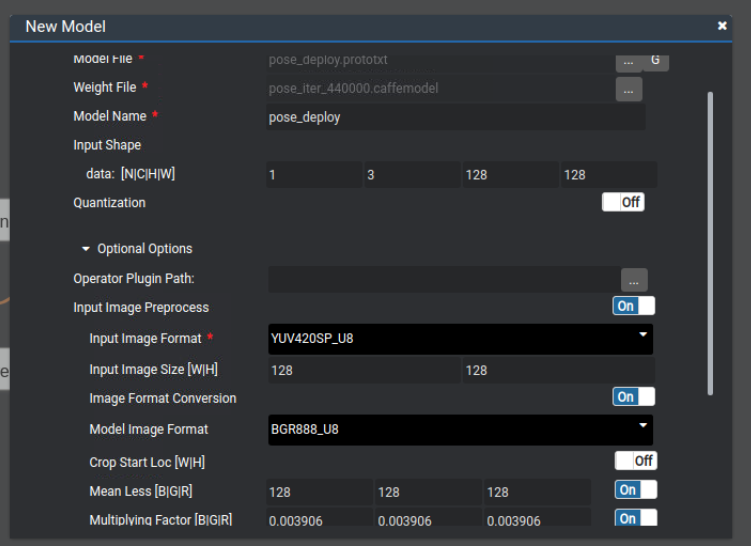 New Model ×
Model File * pose_deploy.prototxt ... G
Weight File * pose_iter_440000.caffemodel ...
Model Name * pose_deploy
Input Shape
data: [N|C|H|W] 1 3 128 128
Quantization Off
Optional Options
Operator Plugin Path: ...
Input Image Preprocess On
Input Image Format * YUV420SP_U8
Input Image Size [W|H] 128 128
Image Format Conversion On
Model Image Format BGR888_U8
Crop Start Loc [W|H] Off
Mean Less [B|G|R] 128 128 128 On
Multiplying Factor [B|G|R] 0.003906 0.003906 0.003906 On
n
e